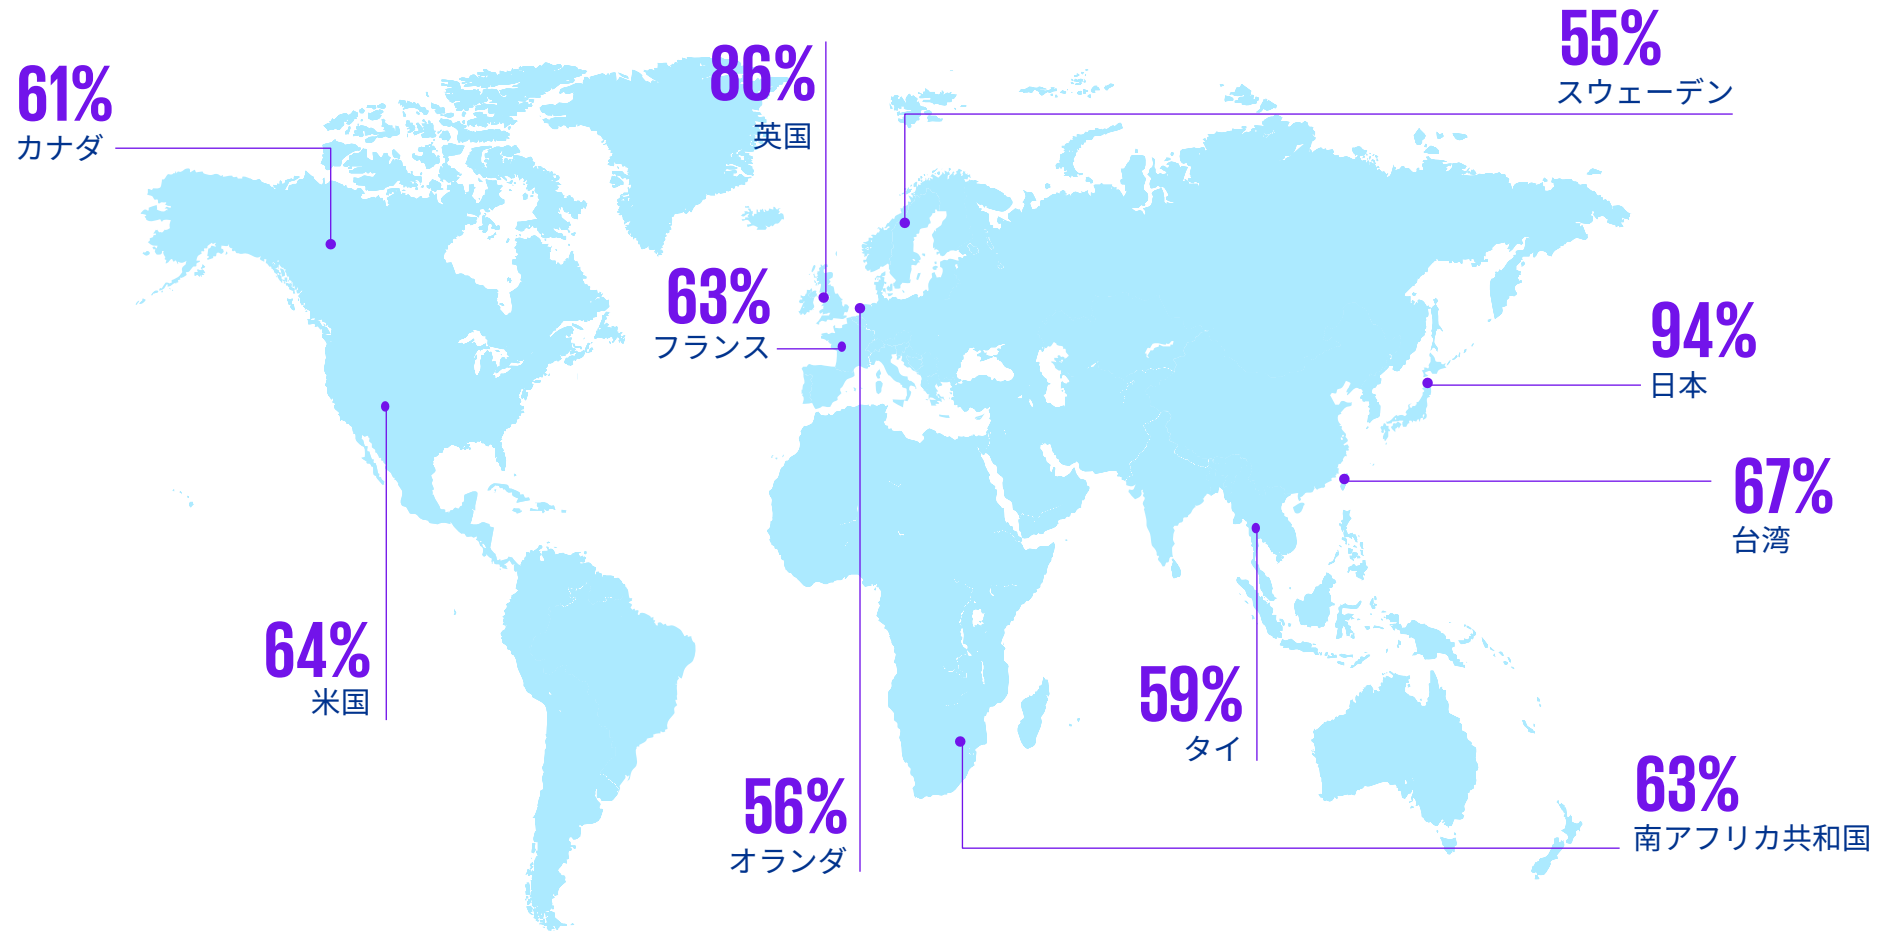 61%
カナダ
86%
英国
55%
スウェーデン
63%
フランス
94%
日本
67%
台湾
64%
米国
59%
タイ
56%
オランダ
63%
南アフリカ共和国